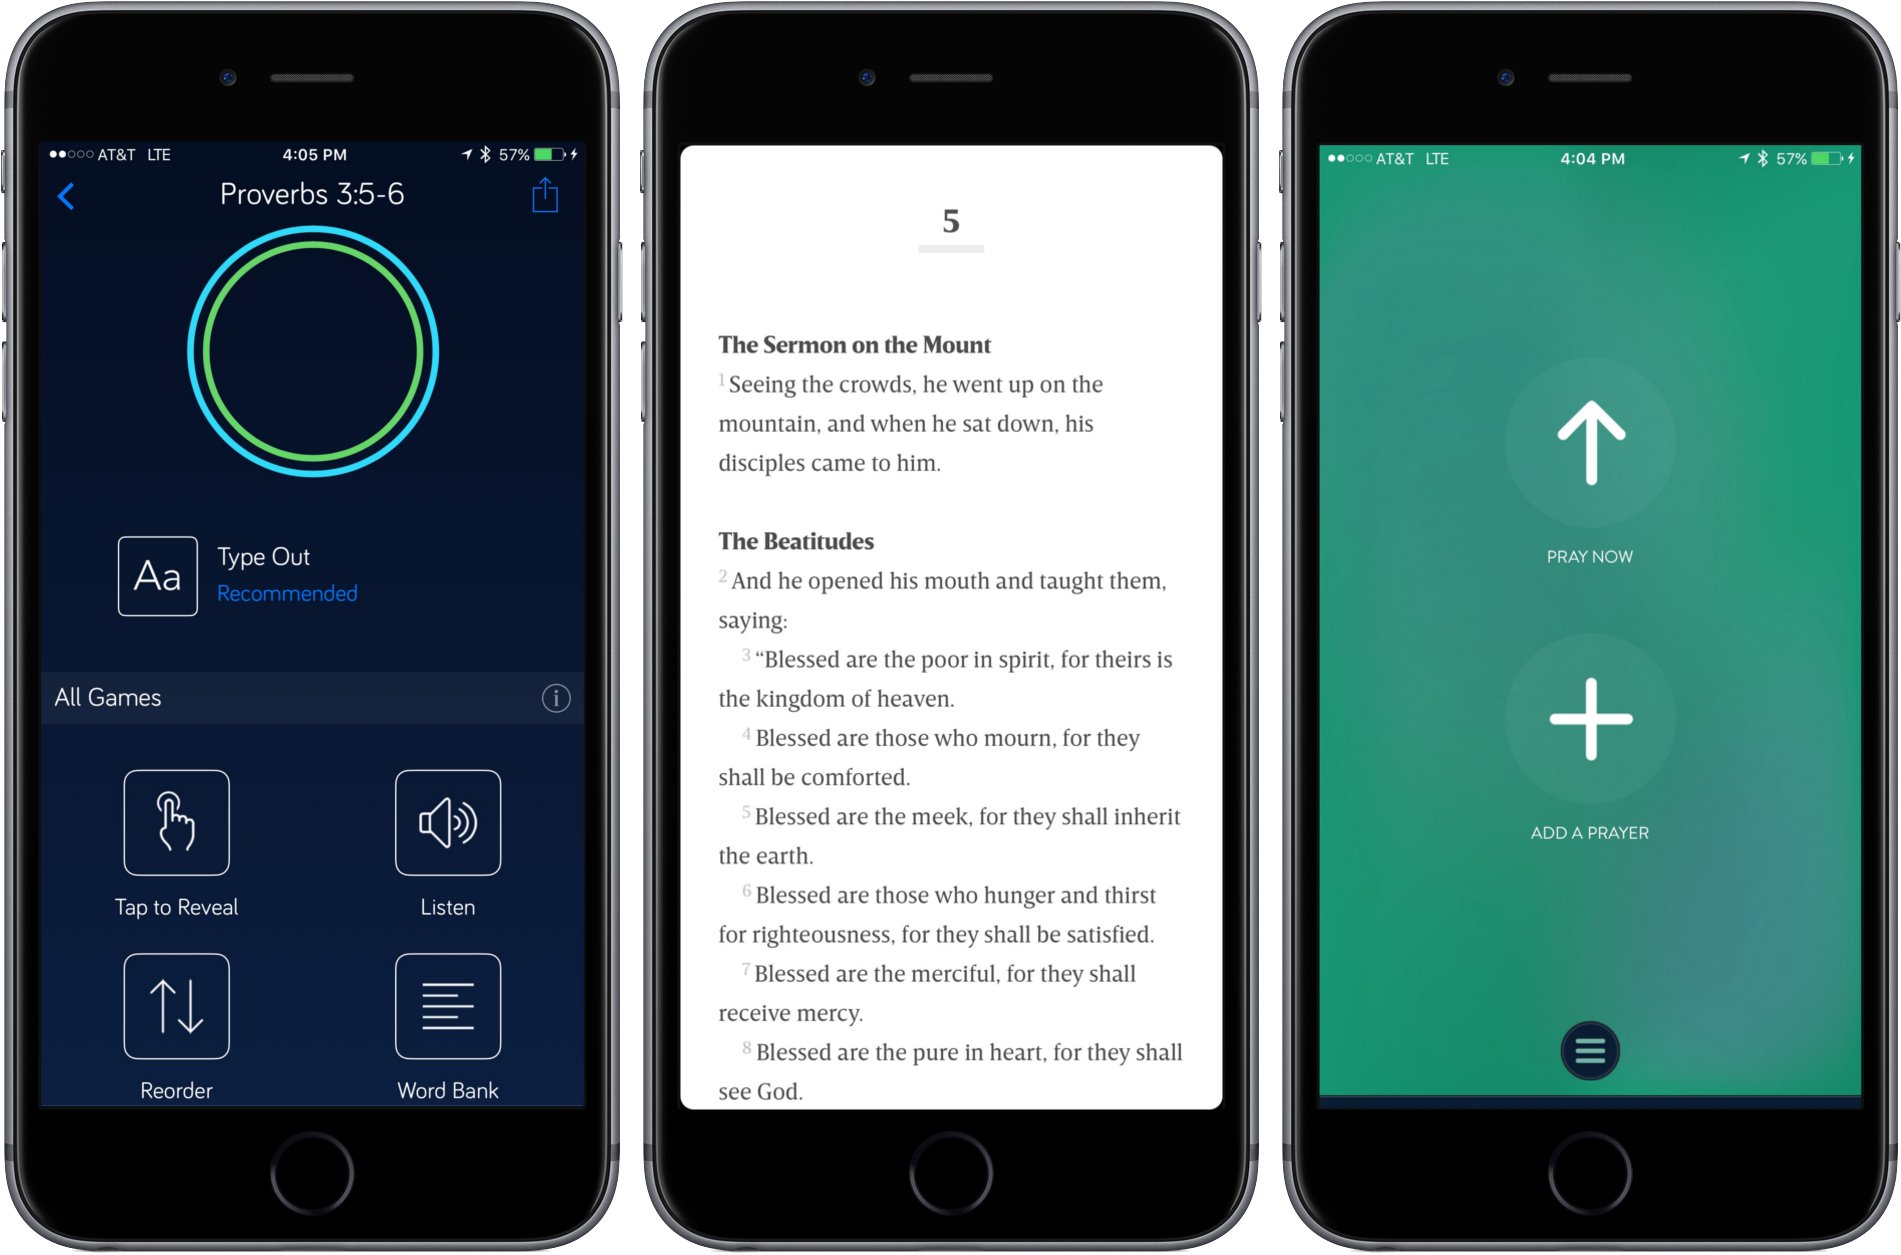 AT&T LTE 4:05 PM 57%
Proverbs 3:5-6
Aa
Type Out
Recommended
All Games
i
Tap to Reveal
Listen
Reorder
Word Bank
5
The Sermon on the Mount
1 Seeing the crowds, he went up on the
mountain, and when he sat down, his
disciples came to him.
The Beatitudes
2 And he opened his mouth and taught them,
saying:
3 “Blessed are the poor in spirit, for theirs is
the kingdom of heaven.
4 Blessed are those who mourn, for they
shall be comforted.
5 Blessed are the meek, for they shall inherit
the earth.
6 Blessed are those who hunger and thirst
for righteousness, for they shall be satisfied.
7 Blessed are the merciful, for they shall
receive mercy.
8 Blessed are the pure in heart, for they shall
see God.
AT&T LTE 4:04 PM 57%
PRAY NOW
ADD A PRAYER